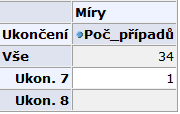 Míry
Ukončení Poč_případů
Vše 34
Ukon. 7 1
Ukon. 8